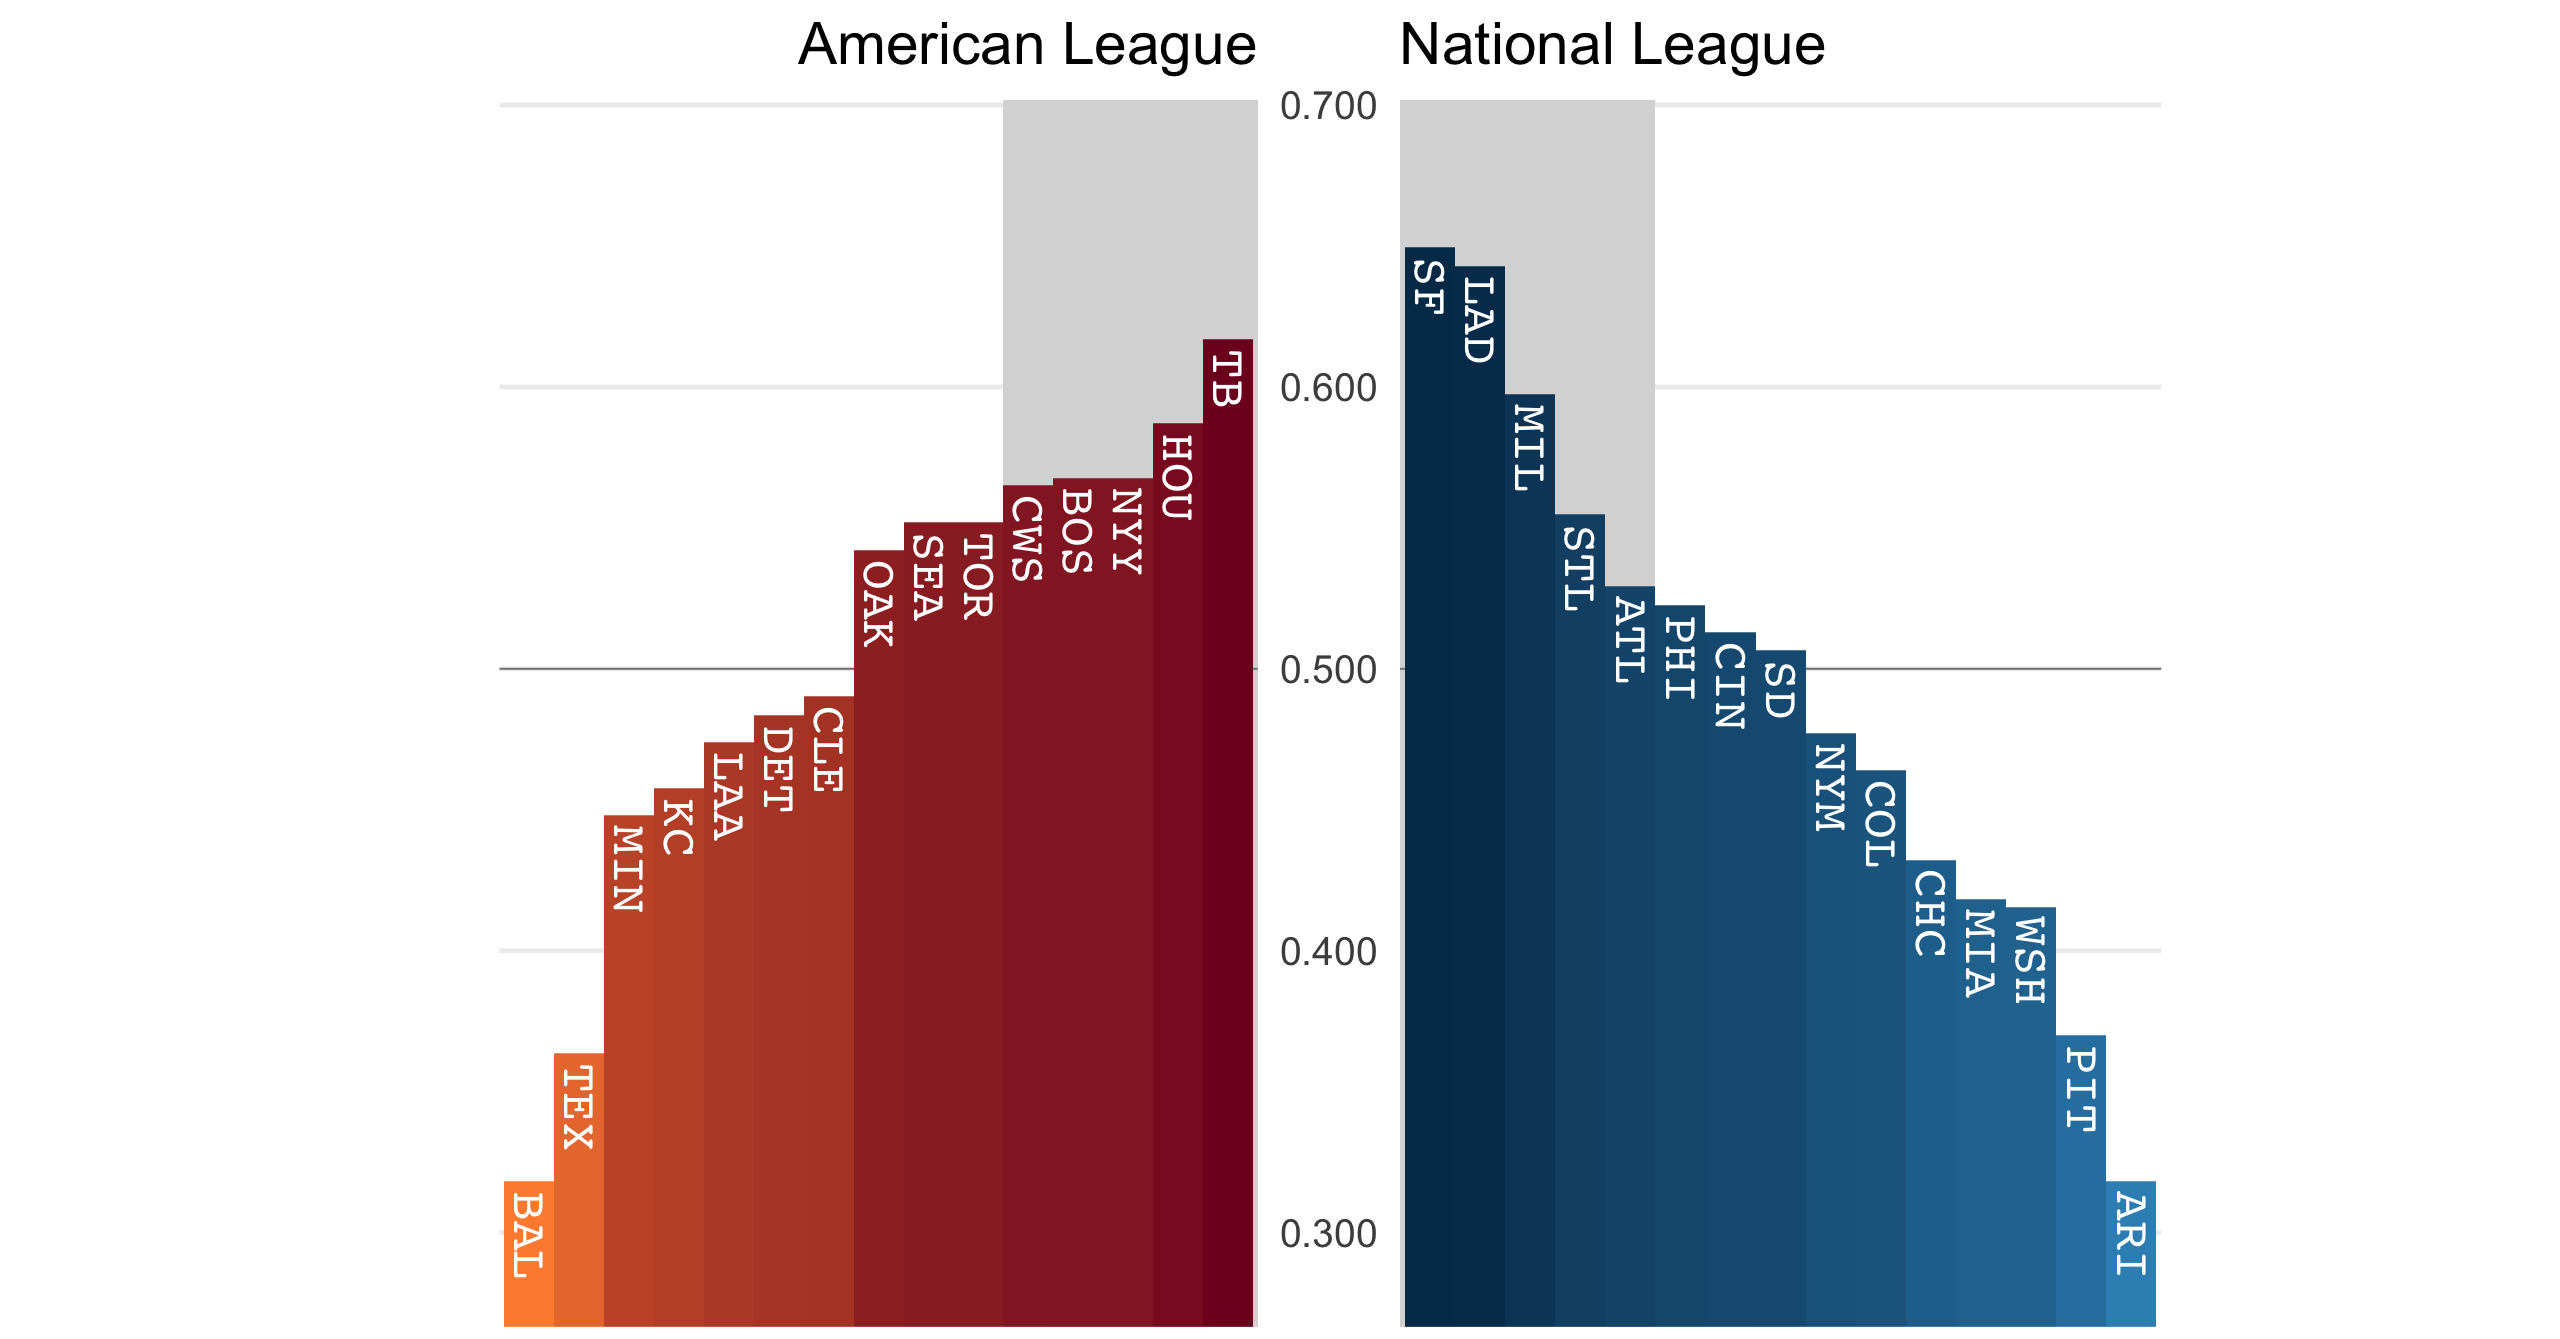 American League
National League
0.700
0.600
0.500
0.400
0.300
BAL
TEX
MIN
KC
LAA
DET
CLE
OAK
SEA
TOR
CWS
BOS
NYY
HOU
TB
SF
LAD
MIL
STL
ATL
PHI
CIN
SD
NYM
COL
CHC
MIA
WSH
PIT
ARI